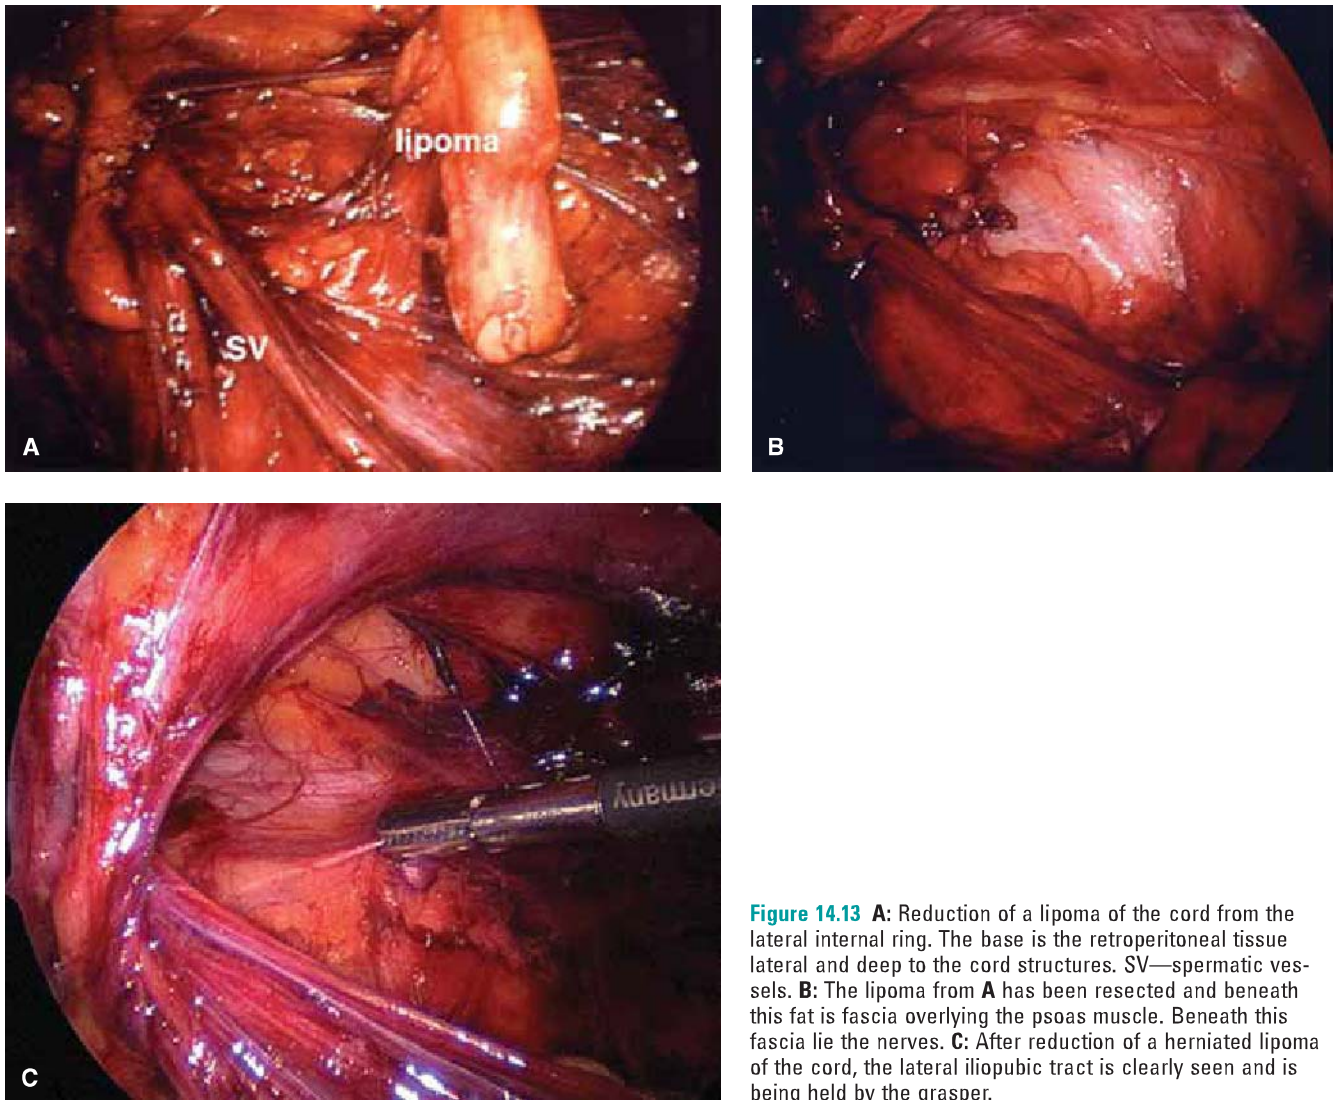 lipoma
SV
A
B
C
ermany
Figure 14.13 A: Reduction of a lipoma of the cord from the
lateral internal ring. The base is the retroperitoneal tissue
lateral and deep to the cord structures. SV—spermatic ves-
sels. B: The lipoma from A has been resected and beneath
this fat is fascia overlying the psoas muscle. Beneath this
fascia lie the nerves. C: After reduction of a herniated lipoma
of the cord, the lateral iliopubic tract is clearly seen and is
being held by the grasper.